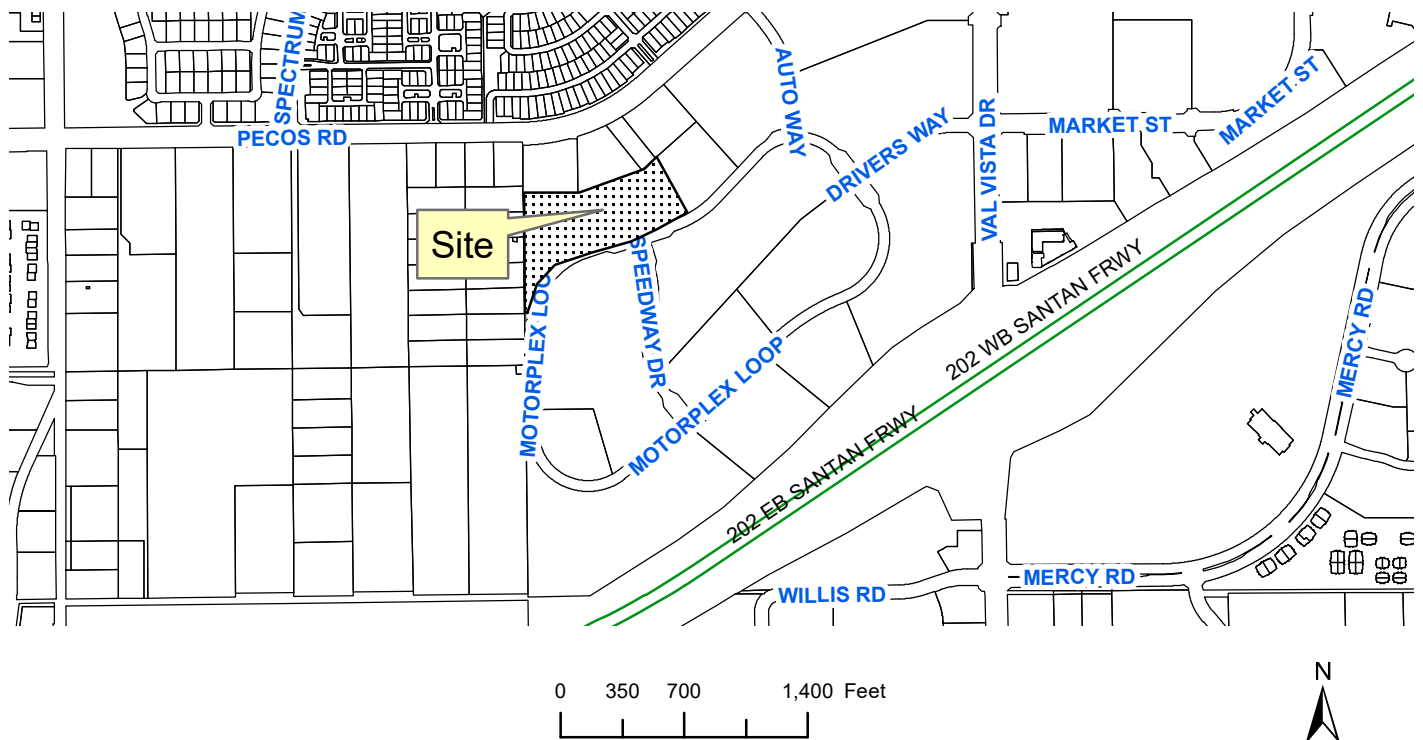 SPECTRUM
PECOS RD
AUTO WAY
DRIVERS WAY
VAL VISTA DR
MARKET ST
MARKET ST
Site
SPEEDWAY DR
MOTORPLEX LOO
MOTORPLEX LOOP
202 WB SANTAN FRWY
202 EB SANTAN FRWY
MERCY RD
MERCY RD
WILLIS RD
0 350 700 1,400 Feet
N